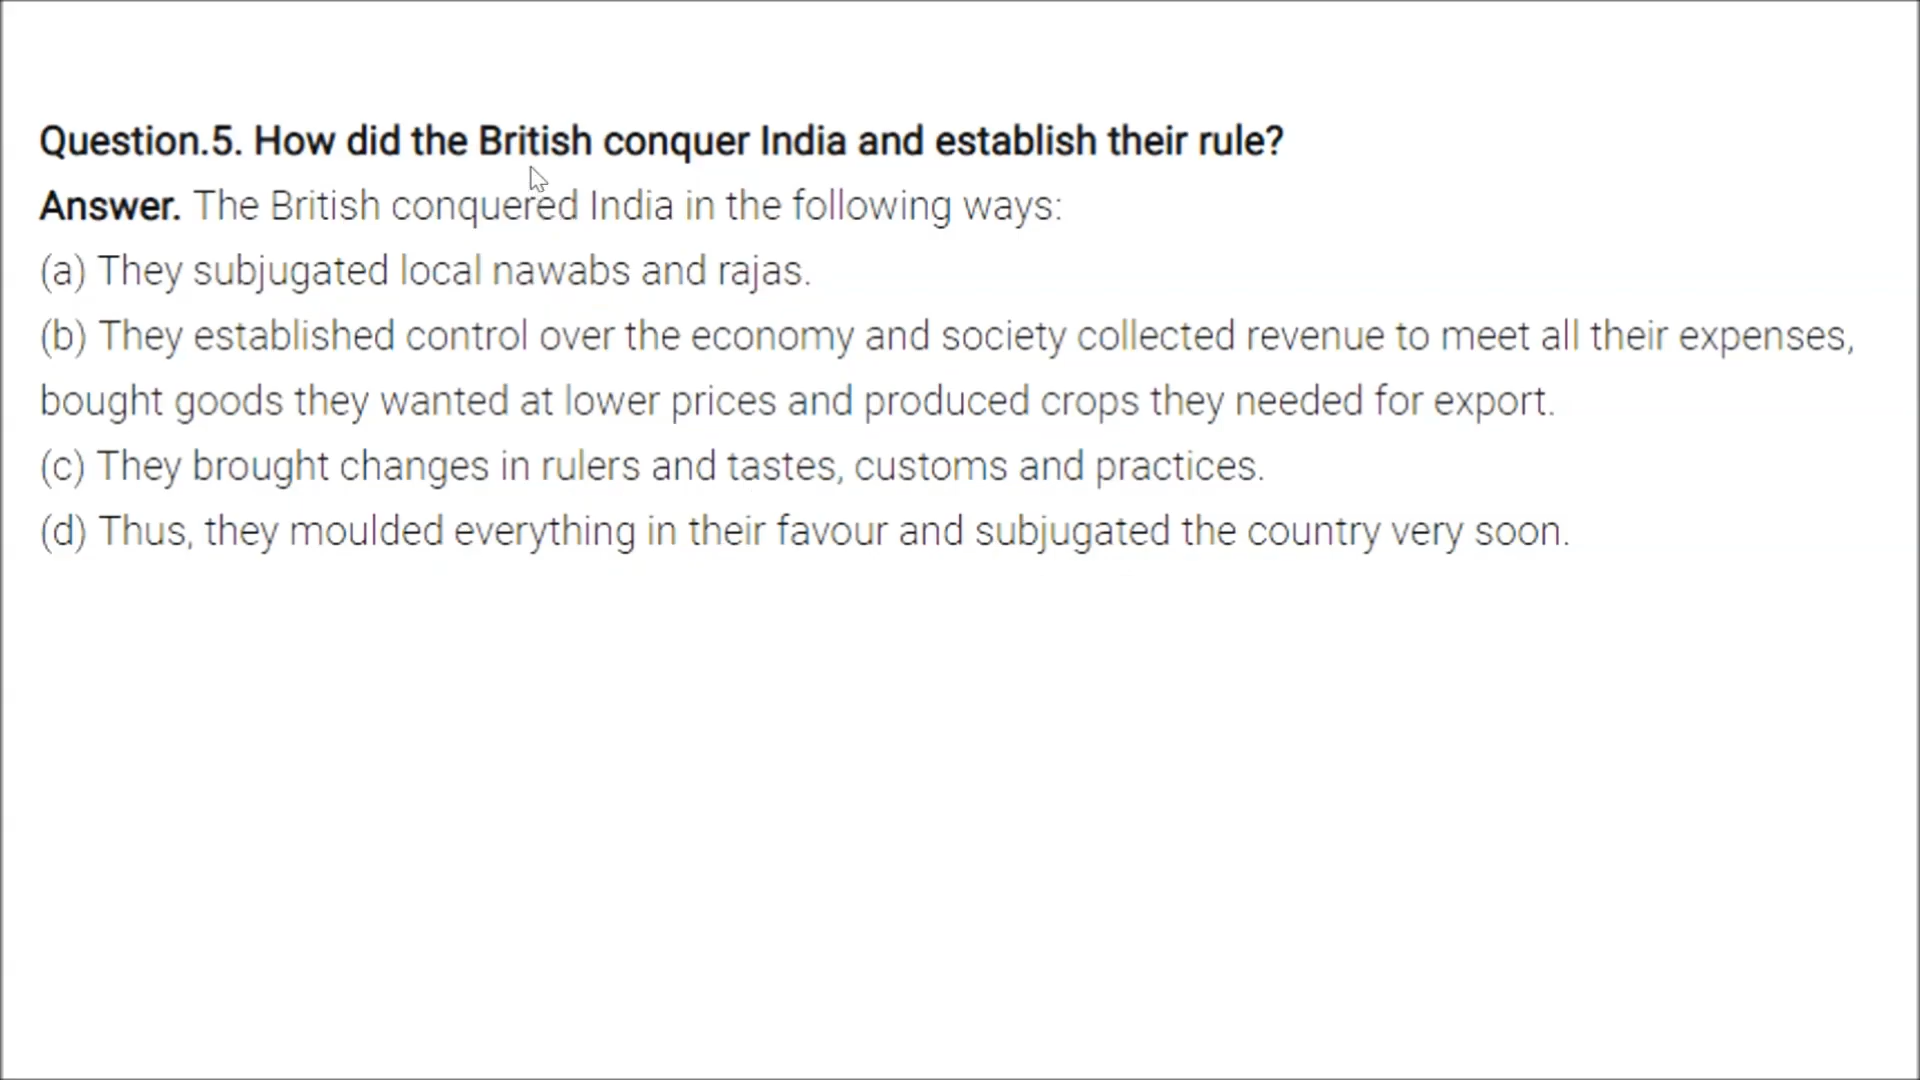 Question.5. How did the British conquer India and establish their rule?
Answer. The British conquered India in the following ways:
(a) They subjugated local nawabs and rajas.
(b) They established control over the economy and society collected revenue to meet all their expenses,
bought goods they wanted at lower prices and produced crops they needed for export.
(c) They brought changes in rulers and tastes, customs and practices.
(d) Thus, they moulded everything in their favour and subjugated the country very soon.